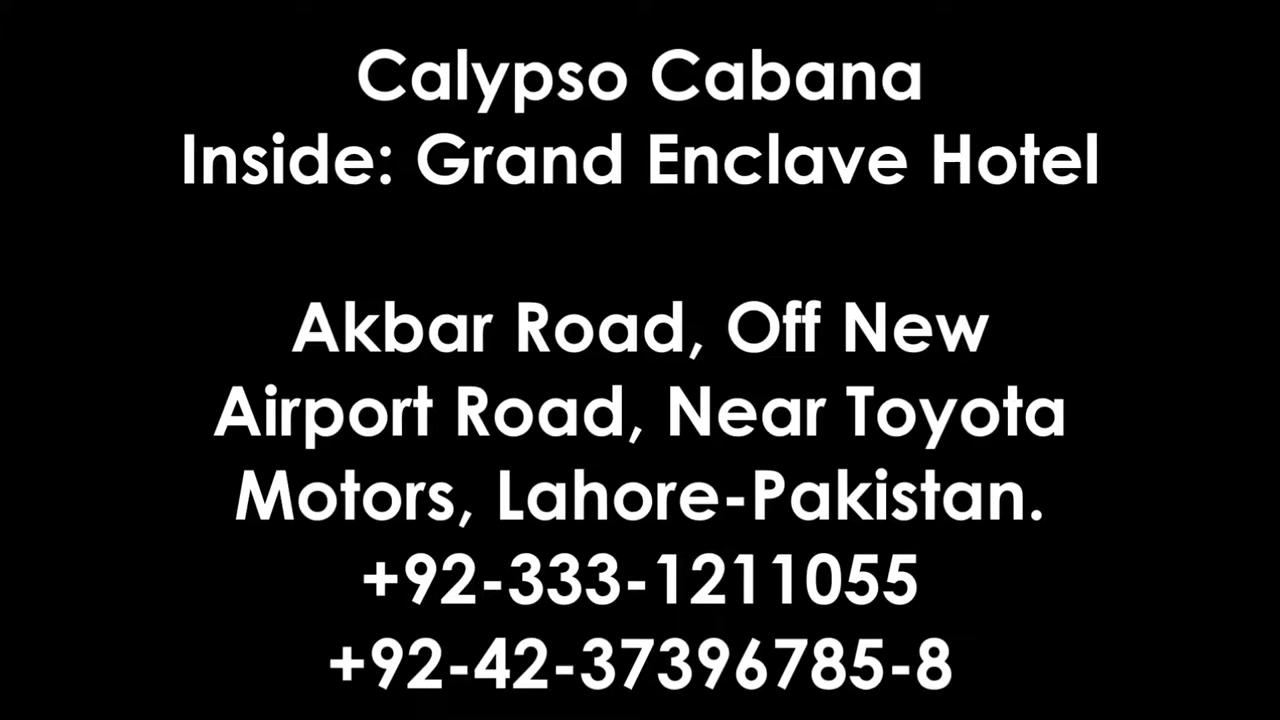 Calypso Cabana
Inside: Grand Enclave Hotel
Akbar Road, Off New
Airport Road, Near Toyota
Motors, Lahore-Pakistan.
+92-333-1211055
+92-42-37396785-8